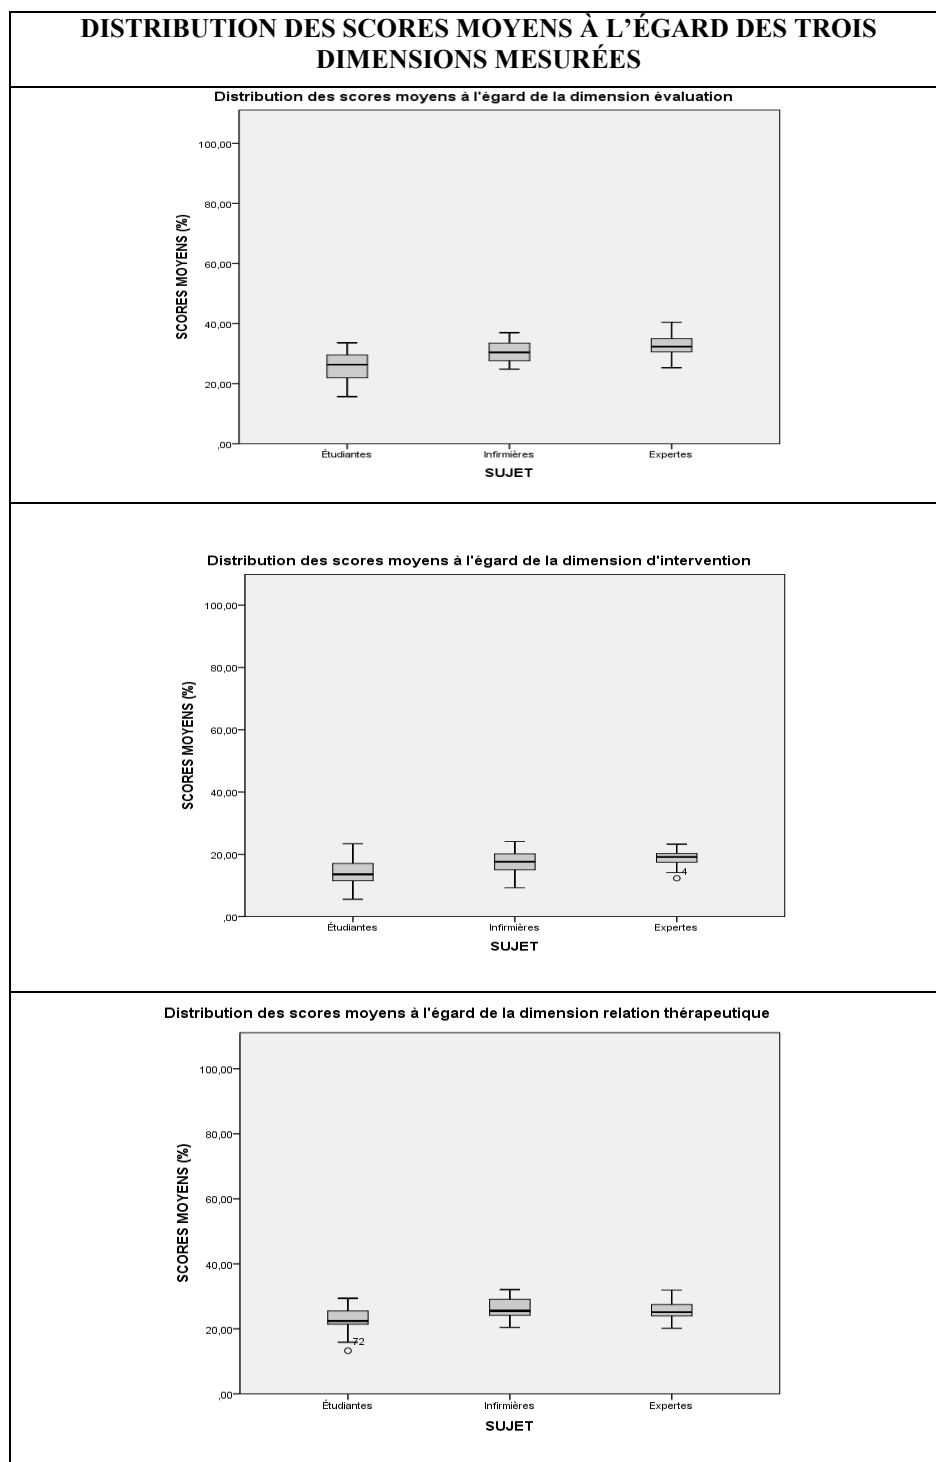 DISTRIBUTION DES SCORES MOYENS À L'ÉGARD DES TROIS
DIMENSIONS MESURÉES
Distribution des scores moyens à l'égard de la dimension évaluation
SCORES MOYENS (%)
100,00
80,00
60,00
40,00
20,00
,00
Étudiantes
Infirmières
Expertes
SUJET
Distribution des scores moyens à l'égard de la dimension d'intervention
SCORES MOYENS (%)
100,00
80,00
60,00
40,00
20,00
,00
4
Étudiantes
Infirmières
Expertes
SUJET
Distribution des scores moyens à l'égard de la dimension relation thérapeutique
SCORES MOYENS (%)
100,00
80,00
60,00
40,00
20,00
,00
72
Étudiantes
Infirmières
Expertes
SUJET